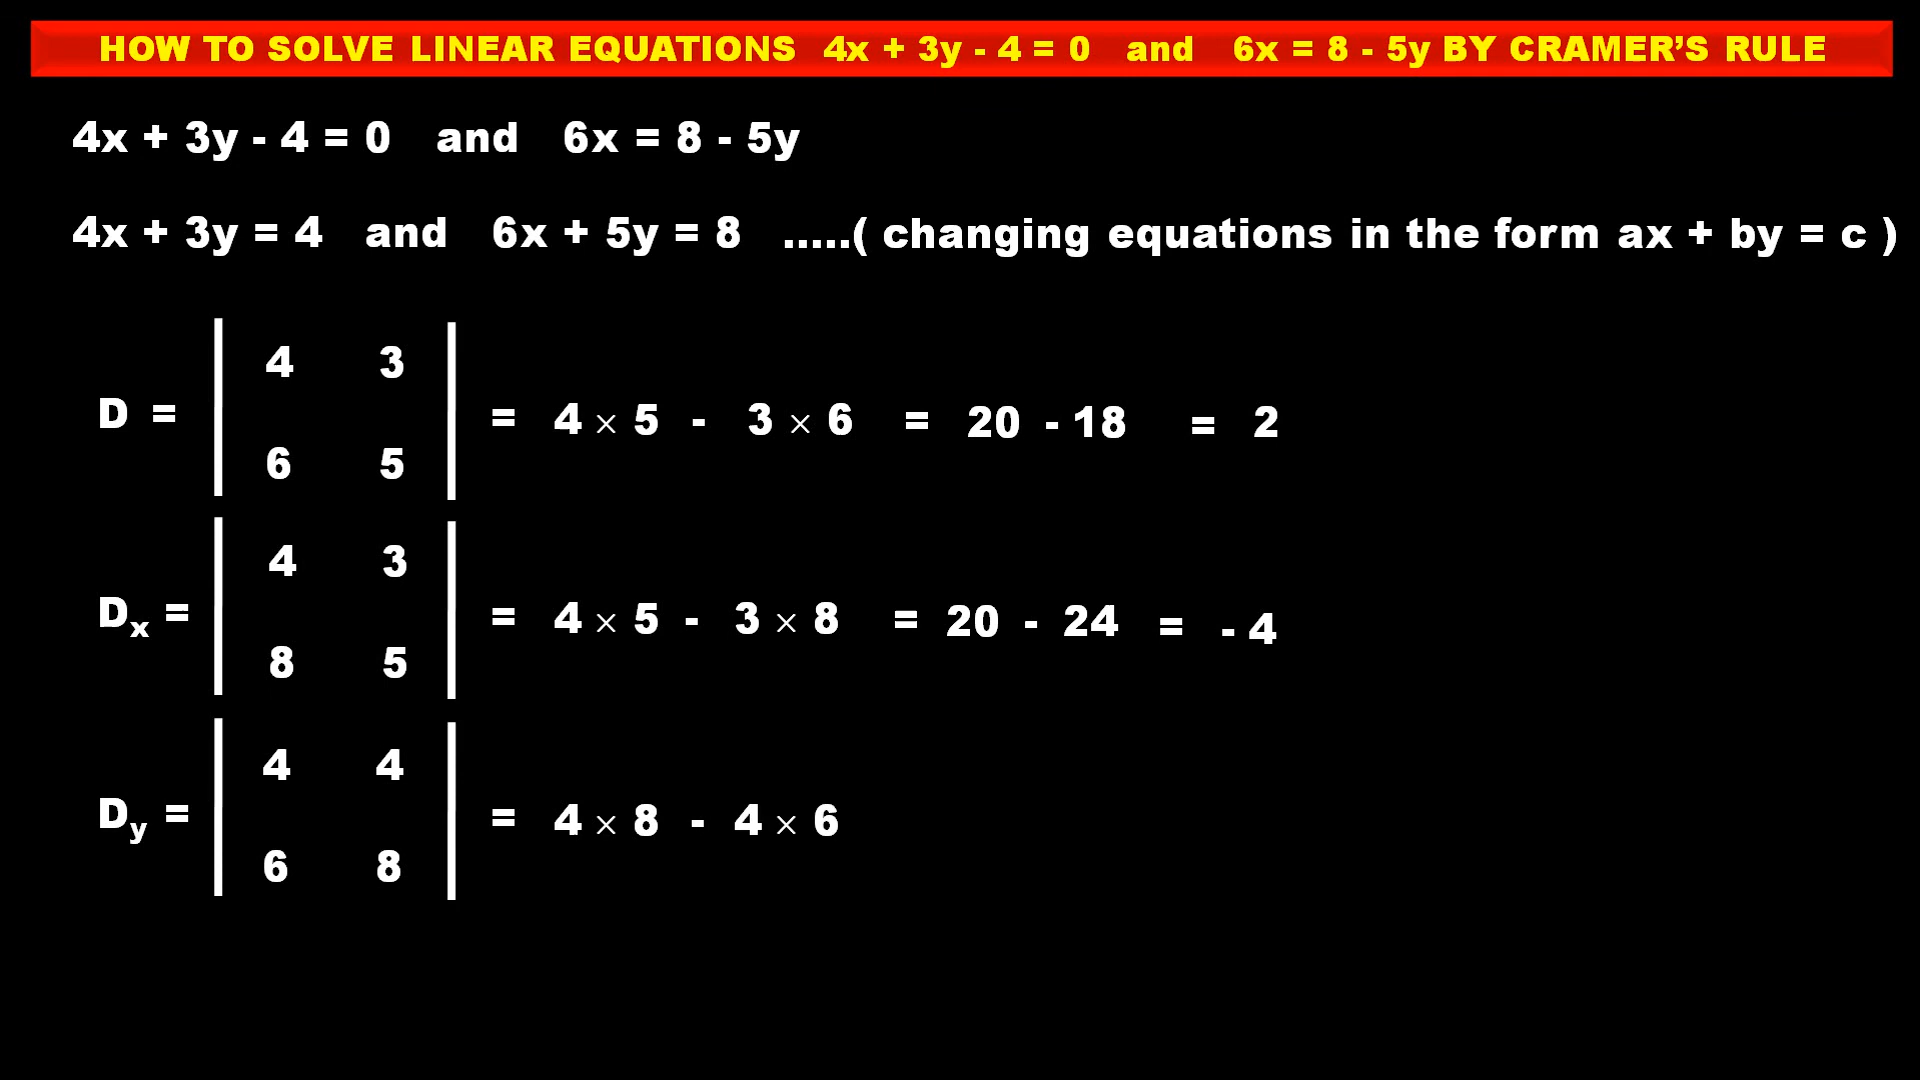 HOW TO SOLVE LINEAR EQUATIONS 4x + 3y - 4 = 0 and 6x = 8 - 5y BY CRAMER’S RULE
4x + 3y - 4 = 0 and 6x = 8 - 5y
4x + 3y = 4 and 6x + 5y = 8 .....( changing equations in the form ax + by = c )
4 3
D = = 4 × 5 - 3 × 6 = 20 - 18 = 2
6 5
4 3
Dx = = 4 × 5 - 3 × 8 = 20 - 24 = - 4
8 5
4 4
Dy = = 4 × 8 - 4 × 6
6 8